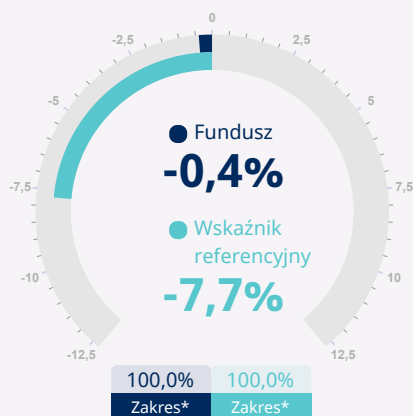 0
-2,5 2,5
-5 5
Fundusz
-0,4%
-7,5 7,5
Wskaźnik
referencyjny
-10 10
-7,7%
-12,5 12,5
100,0% 100,0%
Zakres* Zakres*